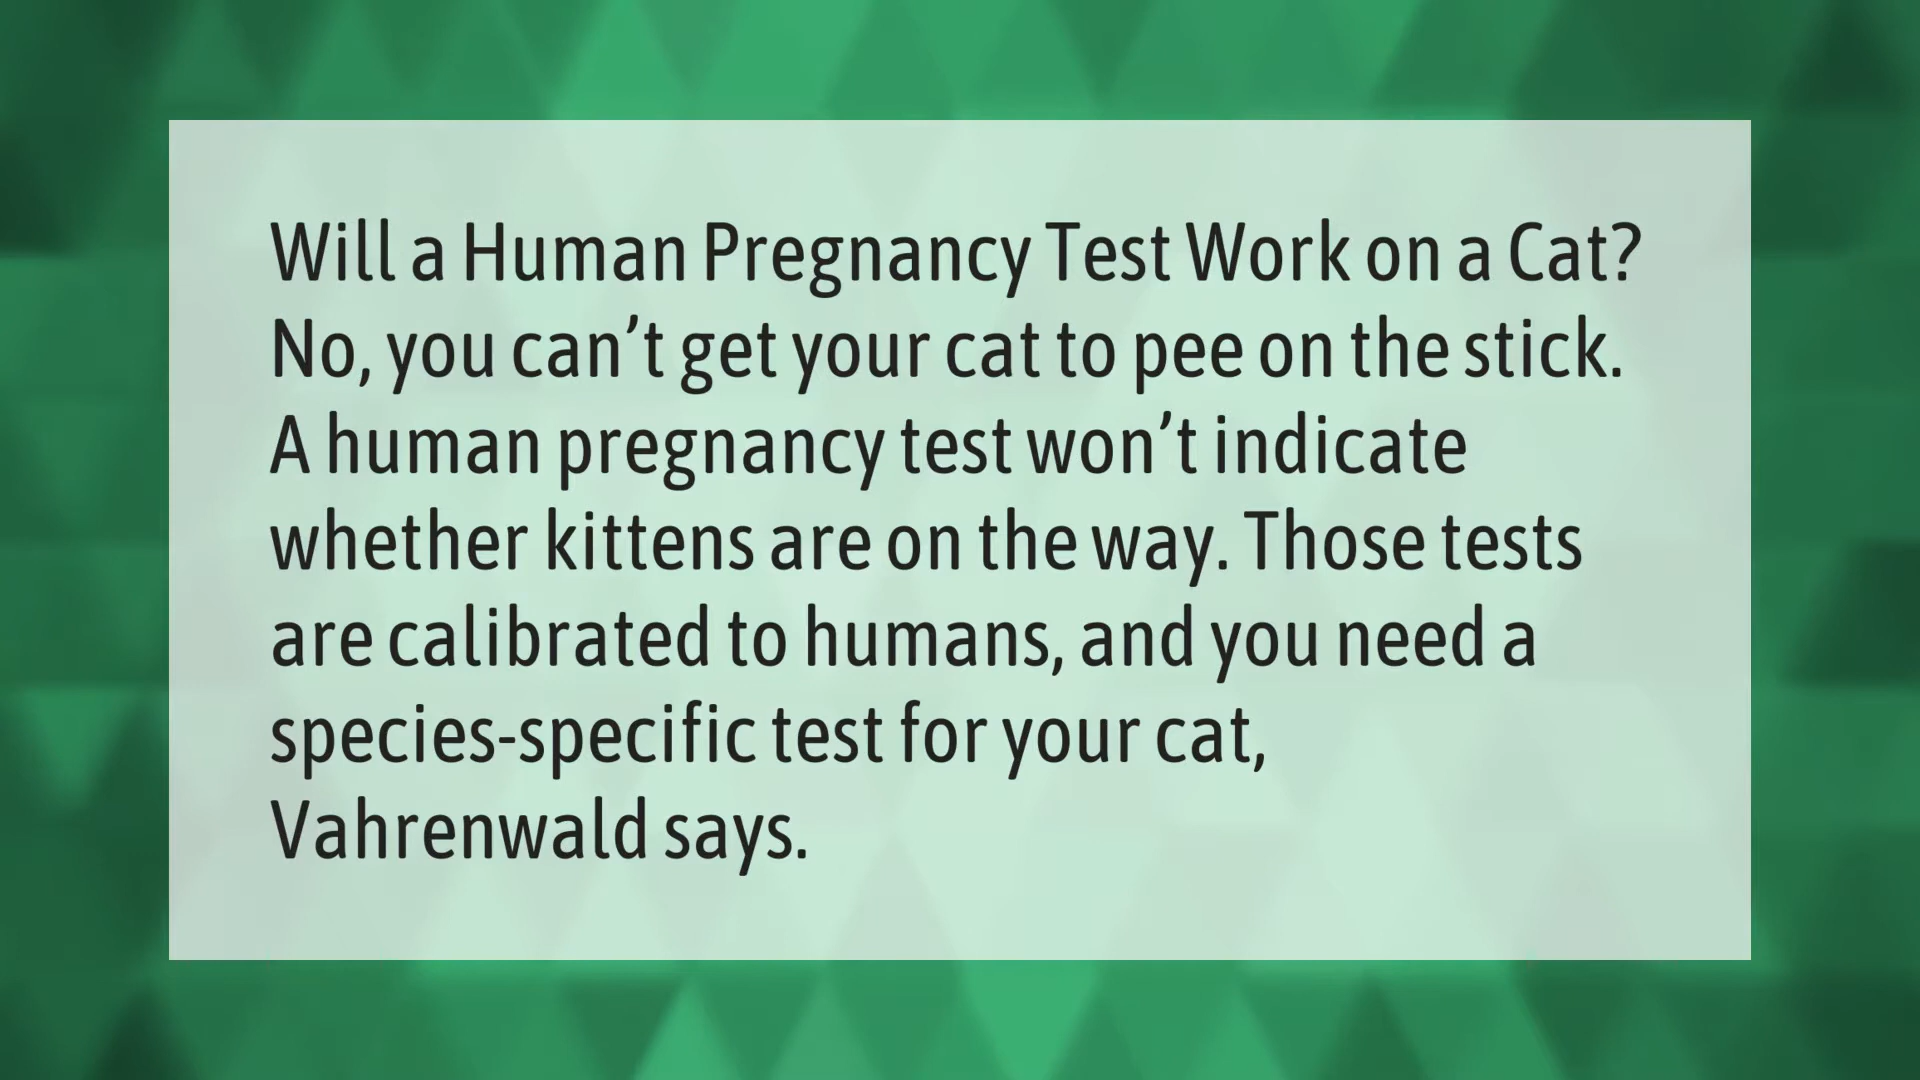 Will a Human Pregnancy Test Work on a Cat?
No, you can’t get your cat to pee on the stick.
A human pregnancy test won’t indicate
whether kittens are on the way. Those tests
are calibrated to humans, and you need a
species-specific test for your cat,
Vahrenwald says.